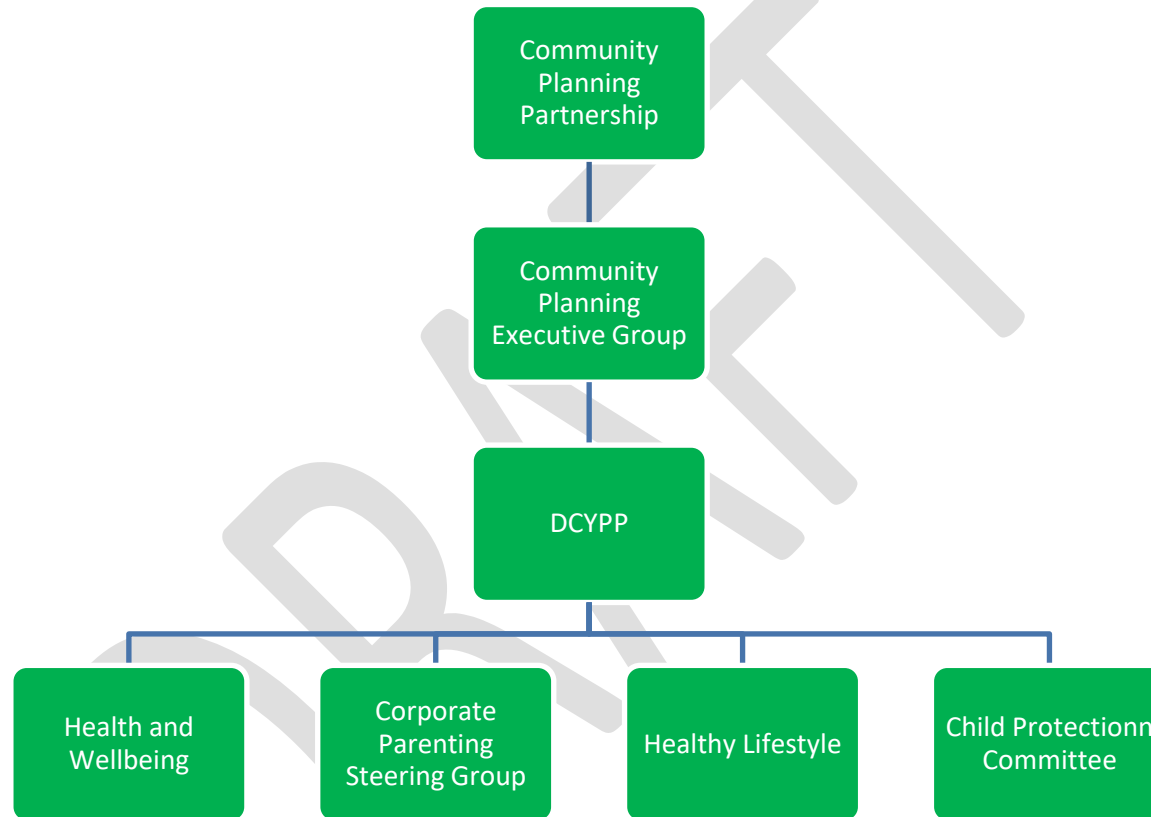 Community
Planning
Partnership
Community
Planning
Executive Group
DCYPP
Health and
Wellbeing
Corporate
Parenting
Steering Group
Healthy Lifestyle
Child Protectionn
Committee
DRAFT